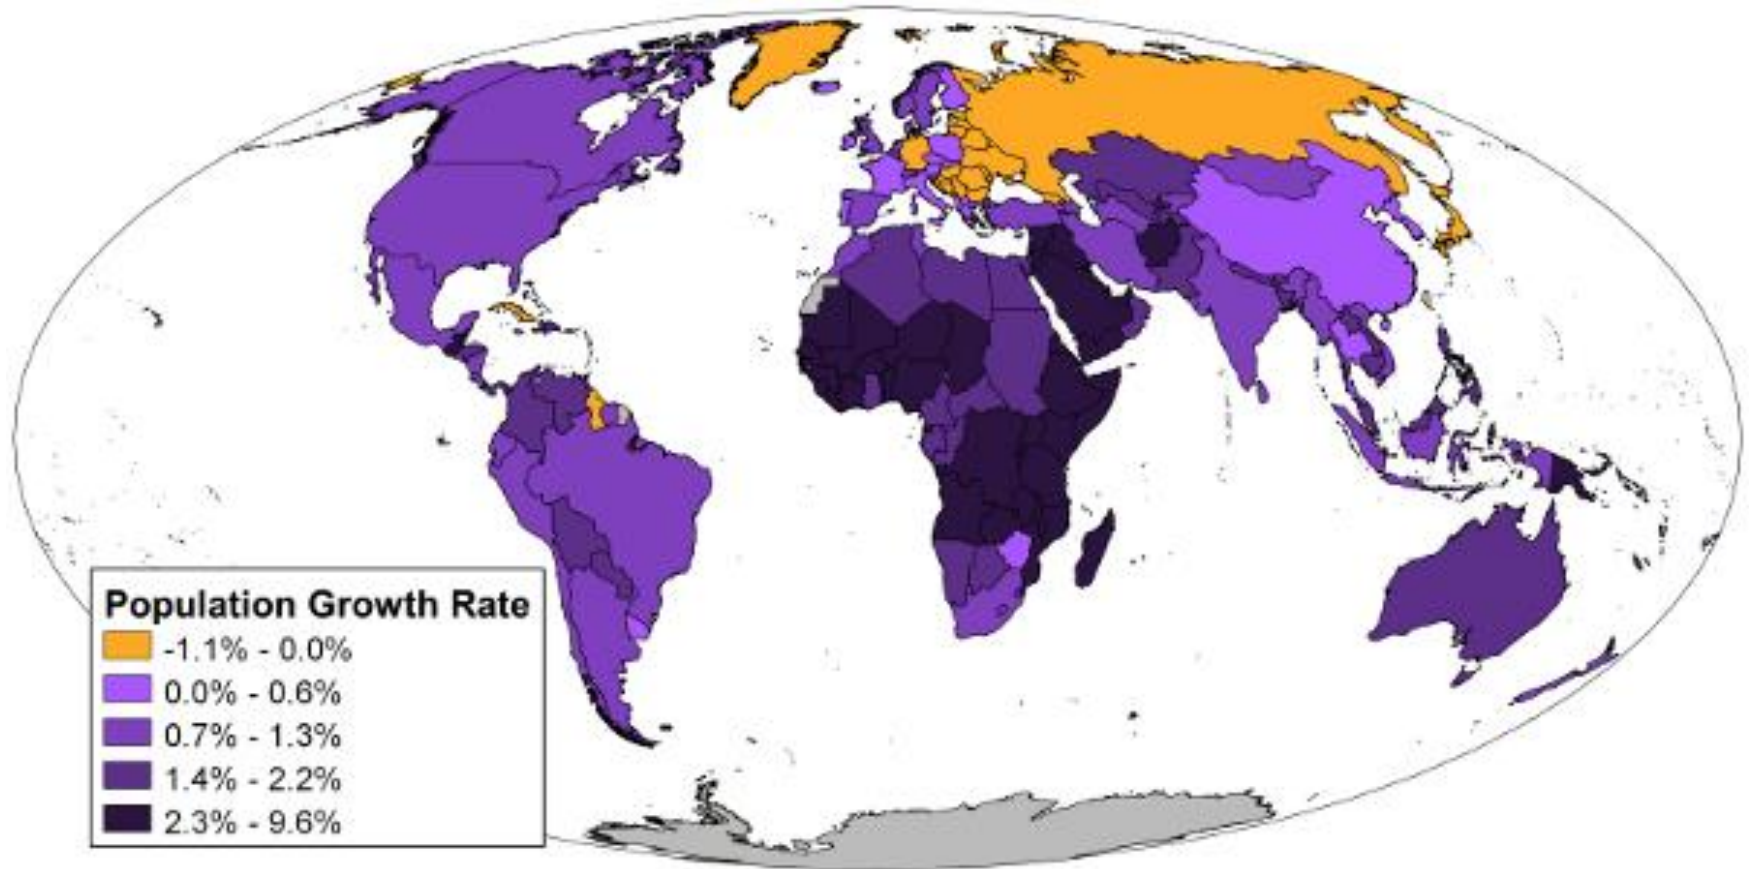 Population Growth Rate
-1.1% - 0.0%
0.0% - 0.6%
0.7% - 1.3%
1.4% - 2.2%
2.3% - 9.6%